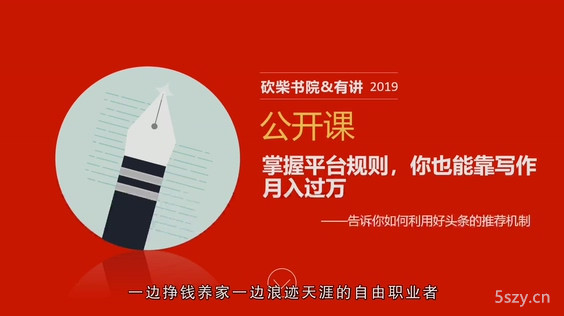 砍柴书院&有讲 2019
公开课
掌握平台规则，你也能靠写作
月入过万
——告诉你如何利用好头条的推荐机制
一边挣钱养家一边浪迹天涯的自由职业者
5szy.cn